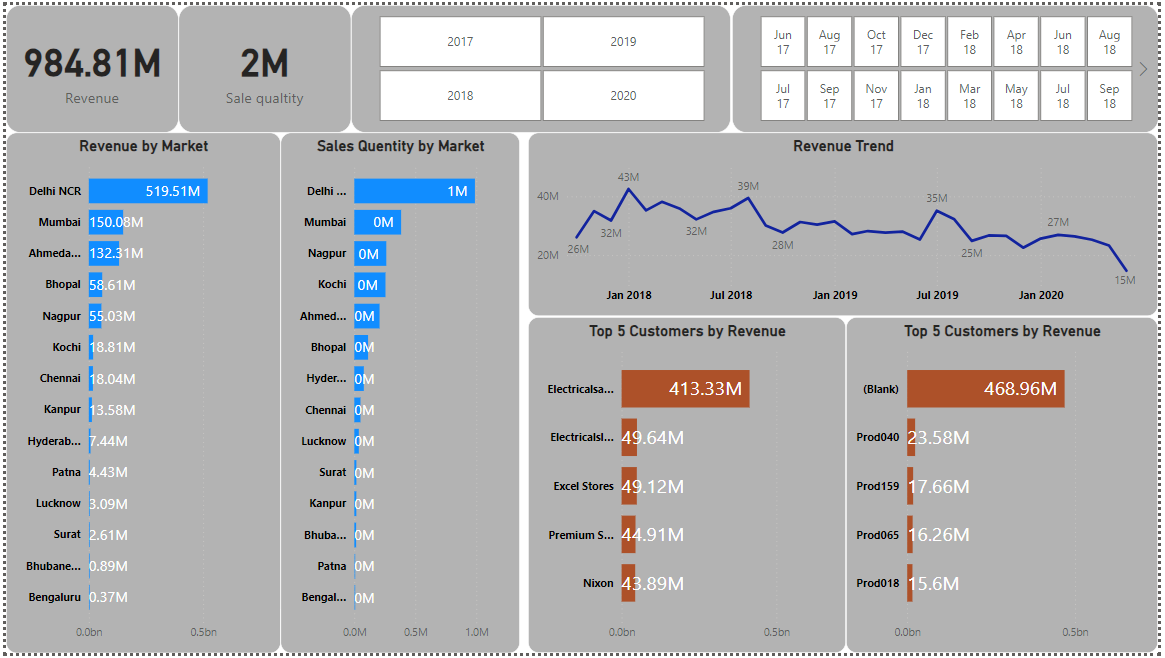 984.81M
Revenue
2M
Sale qualtity
2017
2019
2018
2020
Jun 17
Aug 17
Oct 17
Dec 17
Feb 18
Apr 18
Jun 18
Aug 18
Jul 17
Sep 17
Nov 17
Jan 18
Mar 18
May 18
Jul 18
Sep 18
Revenue by Market
Delhi NCR 519.51M
Mumbai 150.08M
Ahmeda... 132.31M
Bhopal 58.61M
Nagpur 55.03M
Kochi 18.81M
Chennai 18.04M
Kanpur 13.58M
Hyderab... 7.44M
Patna 4.43M
Lucknow 3.09M
Surat 2.61M
Bhubane... 0.89M
Bengaluru 0.37M
0.0bn 0.5bn
Sales Quentity by Market
Delhi ... 1M
Mumbai 0M
Nagpur 0M
Kochi 0M
Ahmed... 0M
Bhopal 0M
Hyder... 0M
Chennai 0M
Lucknow 0M
Surat 0M
Kanpur 0M
Bhuba... 0M
Patna 0M
Bengal... 0M
0.0M 0.5M 1.0M
Revenue Trend
40M
20M
26M
32M
43M
32M
39M
28M
35M
25M
27M
15M
Jan 2018 Jul 2018 Jan 2019 Jul 2019 Jan 2020
Top 5 Customers by Revenue
Electricalsa... 413.33M
Electricalsl... 49.64M
Excel Stores 49.12M
Premium S... 44.91M
Nixon 43.89M
0.0bn 0.5bn
Top 5 Customers by Revenue
(Blank) 468.96M
Prod040 23.58M
Prod159 17.66M
Prod065 16.26M
Prod018 15.6M
0.0bn 0.5bn